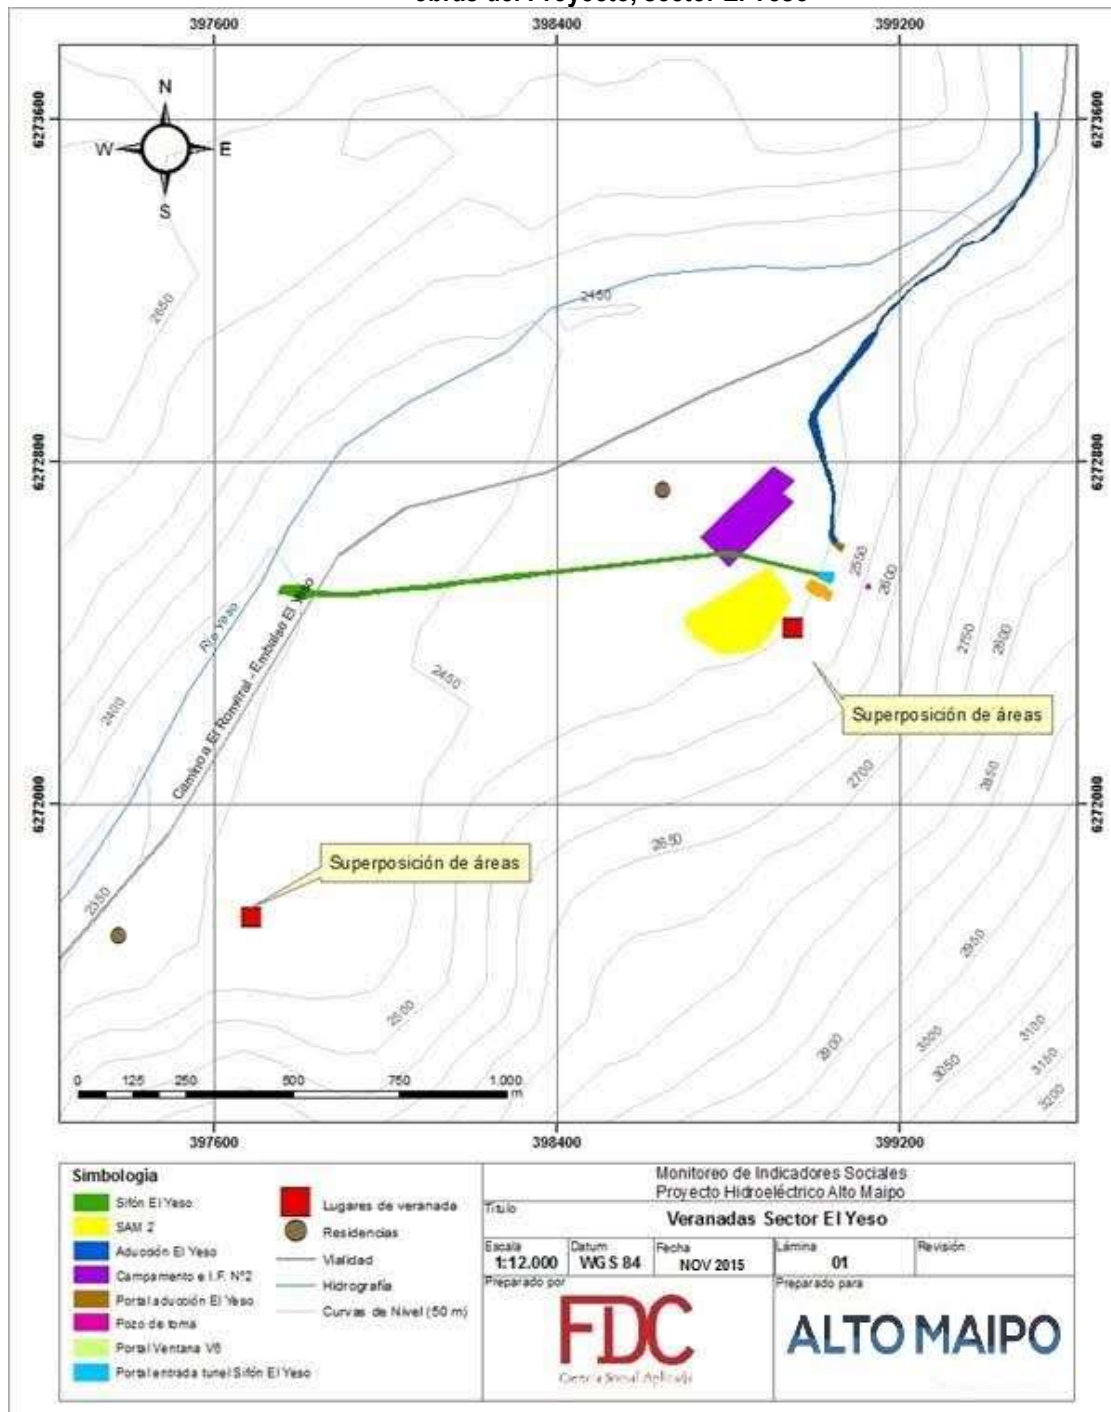 obras del Proyecto, sector El Yeso
397600 398400 399200
6273600 6273600
N
W E
S
2650
2450
6272800 6272800
2550
2600
Río Yeso
2750
2800
2400
2450
Camino a El Romeral - Embalse El Yeso
Superposición de áreas
2700
2850
6272000 6272000
2650
Superposición de áreas
2350
2950
2500
2900
3000
3100
3050
3150
3200
0 125 250 500 750 1.000
m
397600 398400 399200
Simbología
Sifón El Yeso
SAM 2
Aducción El Yeso
Campamento e I.F. Nº2
Portal aducción El Yeso
Pozo de toma
Portal Ventana V6
Portal entrada tunel Sifón El Yeso
Lugares de veranada
Residencias
Vialidad
Hidrografía
Curvas de Nivel (50 m)
Monitoreo de Indicadores Sociales
Proyecto Hidroeléctrico Alto Maipo
Título
Veranadas Sector El Yeso
Escala Datum Fecha Lámina Revisión
1:12.000 WGS 84 NOV 2015 01
Preparado por Preparado para
FDC
Ciencia Social Aplicada
ALTO MAIPO